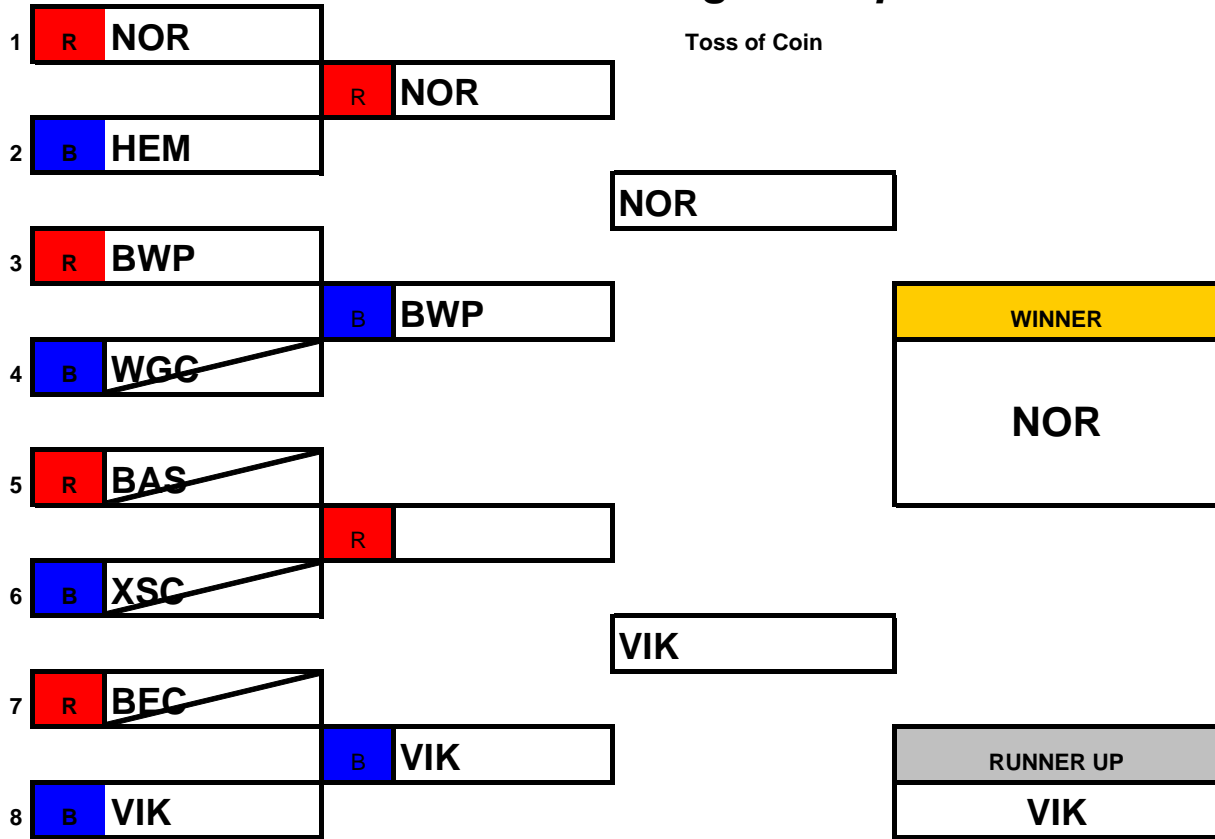 1 R NOR
Toss of Coin
R NOR
2 B HEM
NOR
3 R BWP
B BWP
WINNER
4 B WGC
NOR
5 R BAS
R
6 B XSC
VIK
7 R BEC
B VIK
RUNNER UP
8 B VIK
VIK